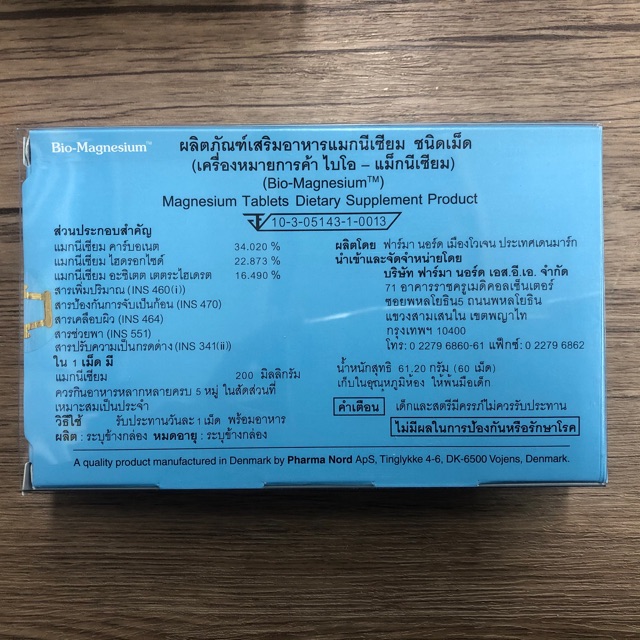 Bio-Magnesium™
ผลิตภัณฑ์เสริมอาหารแมกนีเซียม ชนิดเม็ด
(เครื่องหมายการค้า ไบโอ – แม็กนีเซียม)
(Bio-Magnesium™)
Magnesium Tablets Dietary Supplement Product
10-3-05143-1-0013
ส่วนประกอบสำคัญ
แมกนีเซียม คาร์บอเนต 34.020 %
แมกนีเซียม ไฮดรอกไซด์ 22.873 %
แมกนีเซียม อะซิเตต เตตระไฮเดรต 16.490 %
สารเพิ่มปริมาณ (INS 460(i))
สารป้องกันการจับเป็นก้อน (INS 470)
สารเคลือบผิว (INS 464)
สารช่วยพา (INS 551)
สารปรับความเป็นกรดด่าง (INS 341(ii))
ใน 1 เม็ด มี
แมกนีเซียม 200 มิลลิกรัม
ควรกินอาหารหลากหลายครบ 5 หมู่ ในสัดส่วนที่
เหมาะสมเป็นประจำ
วิธีใช้ รับประทานวันละ 1 เม็ด พร้อมอาหาร
ผลิต : ระบุข้างกล่อง หมดอายุ : ระบุข้างกล่อง
ผลิตโดย ฟาร์มา นอร์ด เมืองโวเจน ประเทศเดนมาร์ก
นำเข้าและจัดจำหน่ายโดย
บริษัท ฟาร์มา นอร์ด เอส.อี.เอ. จำกัด
71 อาคารราชครูเมดิคอลเซ็นเตอร์
ซอยพหลโยธิน5 ถนนพหลโยธิน
แขวงสามเสนใน เขตพญาไท
กรุงเทพฯ 10400
โทร: 0 2279 6860-61 แฟ็กซ์: 0 2279 6862
น้ำหนักสุทธิ 61.20 กรัม (60 เม็ด)
เก็บในอุณหภูมิห้อง ให้พ้นมือเด็ก
คำเตือน เด็กและสตรีมีครรภ์ไม่ควรรับประทาน
ไม่มีผลในการป้องกันหรือรักษาโรค
A quality product manufactured in Denmark by Pharma Nord ApS, Tinglykke 4-6, DK-6500 Vojens, Denmark.